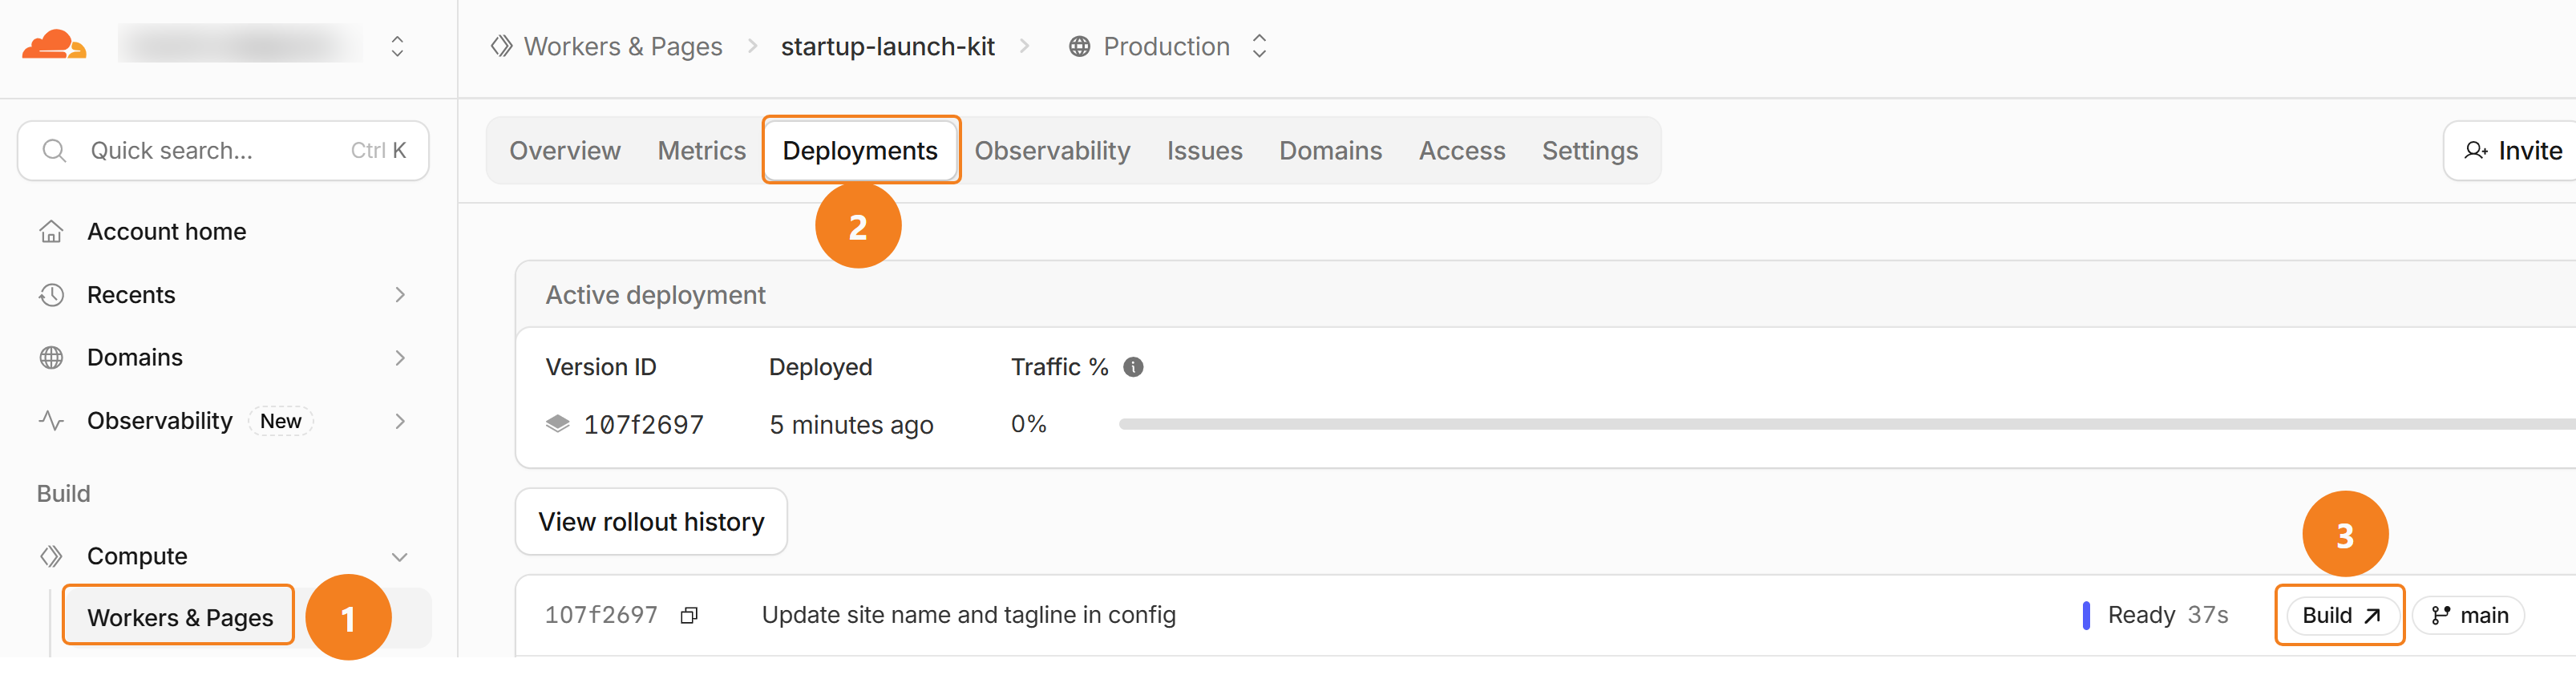 Workers & Pages
startup-launch-kit
Production
Quick search...
Ctrl K
Overview
Metrics
Deployments
Observability
Issues
Domains
Access
Settings
Invite
2
Account home
Recents
Domains
Observability
New
Build
Compute
Workers & Pages
1
Active deployment
Version ID
Deployed
Traffic %
107f2697
5 minutes ago
0%
View rollout history
3
107f2697
Update site name and tagline in config
Ready 37s
Build
main